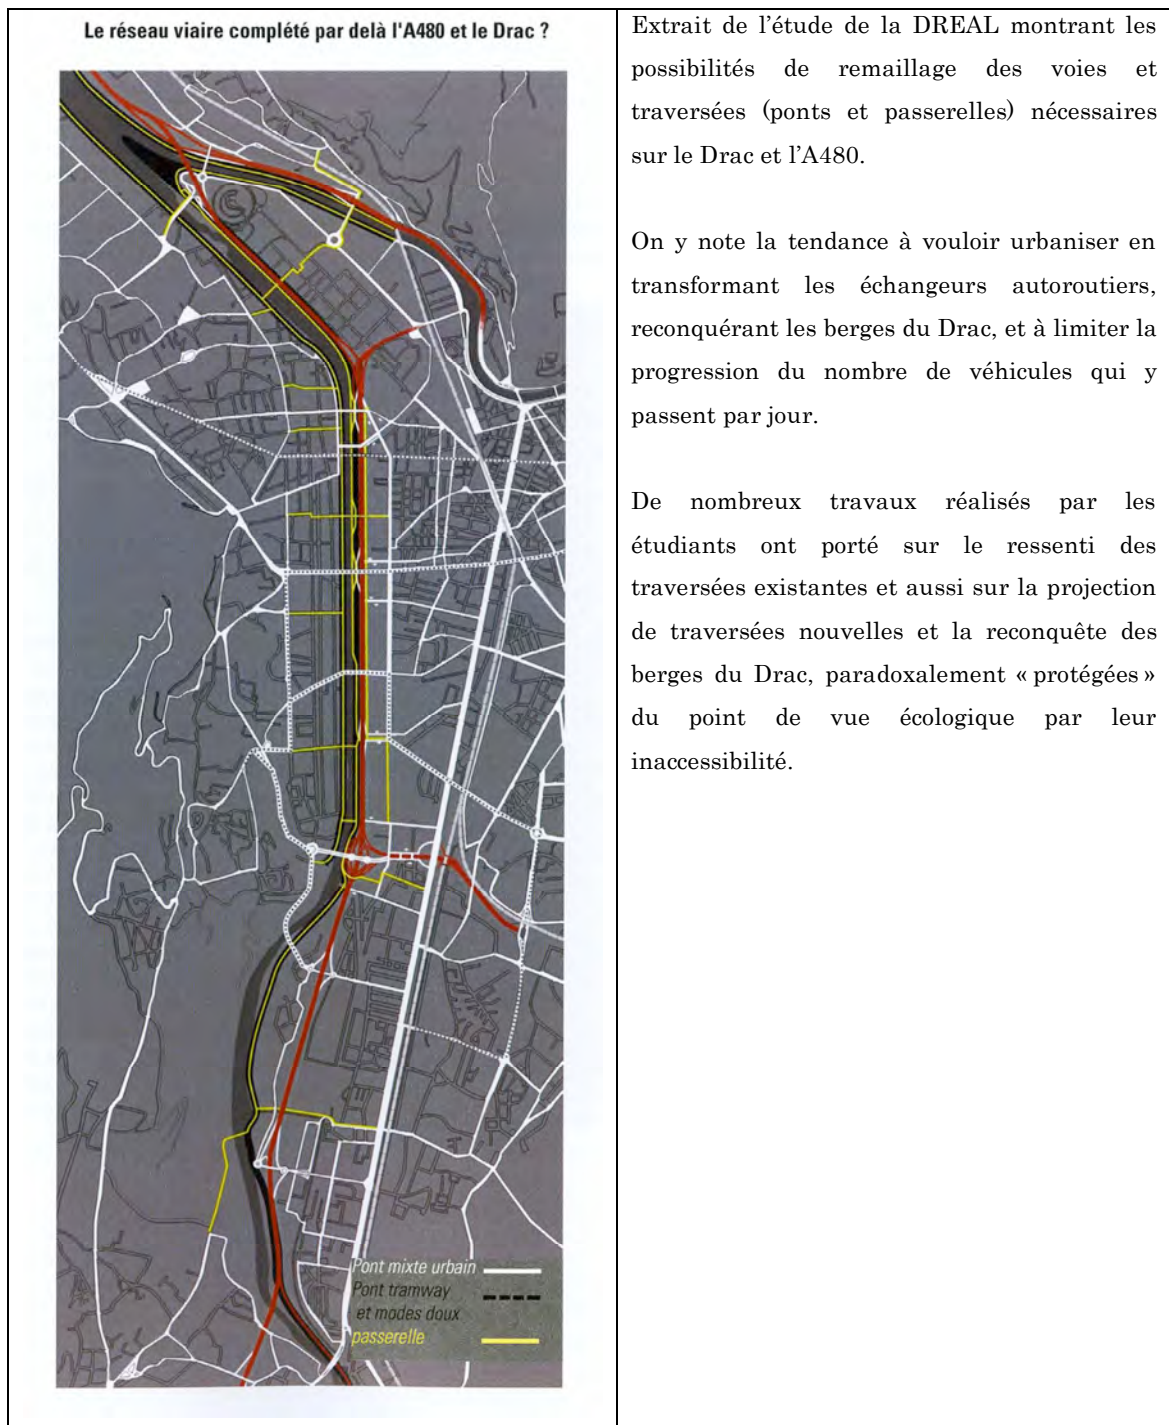 Le réseau viaire complété par delà l'A480 et le Drac ?
Pont mixte urbain
Pont tramway
et modes doux
passerelle
Extrait de l'étude de la DREAL montrant les
possibilités de remaillage des voies et
traversées (ponts et passerelles) nécessaires
sur le Drac et l'A480.
On y note la tendance à vouloir urbaniser en
transformant les échangeurs autoroutiers,
reconquérant les berges du Drac, et à limiter la
progression du nombre de véhicules qui y
passent par jour.
De nombreux travaux réalisés par les
étudiants ont porté sur le ressenti des
traversées existantes et aussi sur la projection
de traversées nouvelles et la reconquête des
berges du Drac, paradoxalement « protégées »
du point de vue écologique par leur
inaccessibilité.